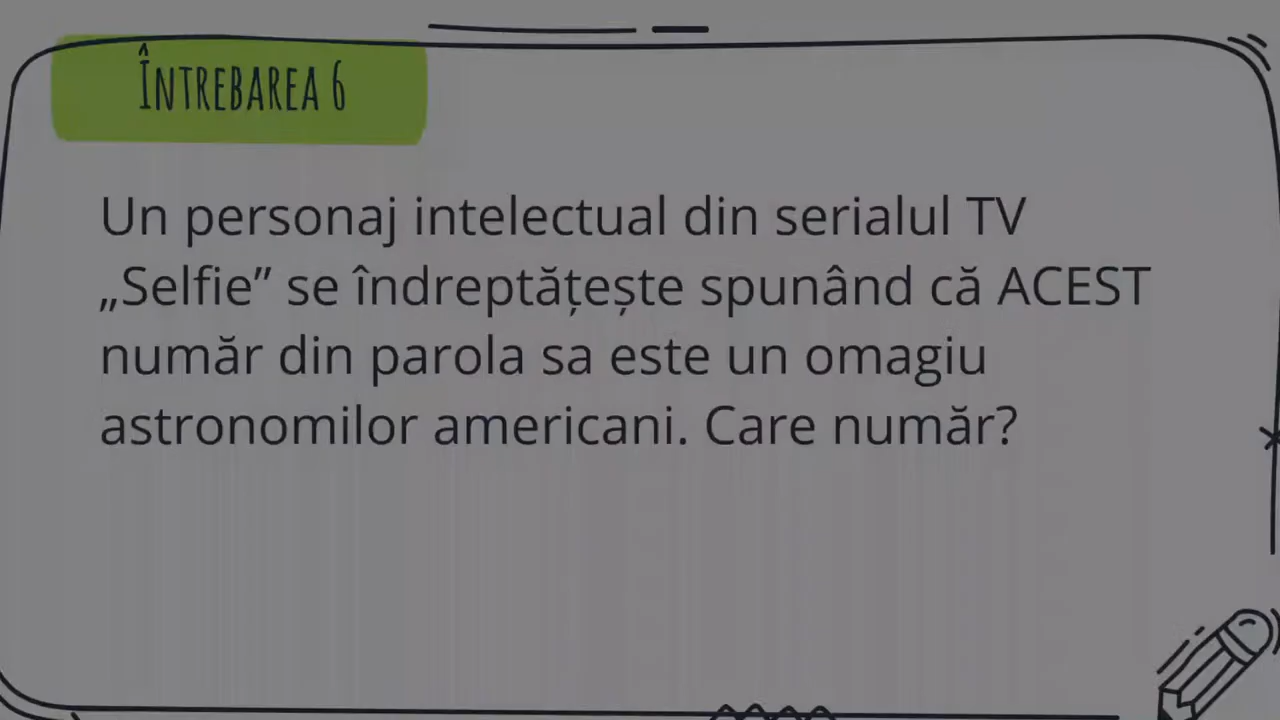 ÎNTREBAREA 6
Un personaj intelectual din serialul TV
„Selfie” se îndreptățește spunând că ACEST
număr din parola sa este un omagiu
astronomilor americani. Care număr?